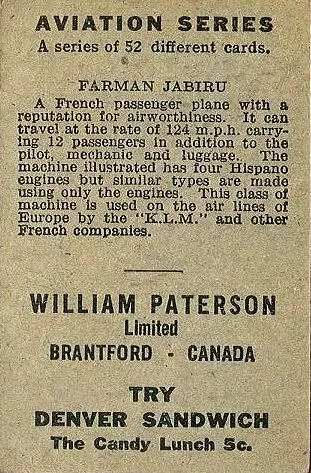 AVIATION SERIES
A series of 52 different cards.
FARMAN JABIRU
A French passenger plane with a
reputation for airworthiness. It can
travel at the rate of 124 m.p.h. carry-
ing 12 passengers in addition to the
pilot, mechanic and luggage. The
machine illustrated has four Hispano
engines but similar types are made
using only the engines. This class of
machine is used on the air lines of
Europe by the "K.L.M." and other
French companies.
WILLIAM PATERSON
Limited
BRANTFORD - CANADA
TRY
DENVER SANDWICH
The Candy Lunch 5c.